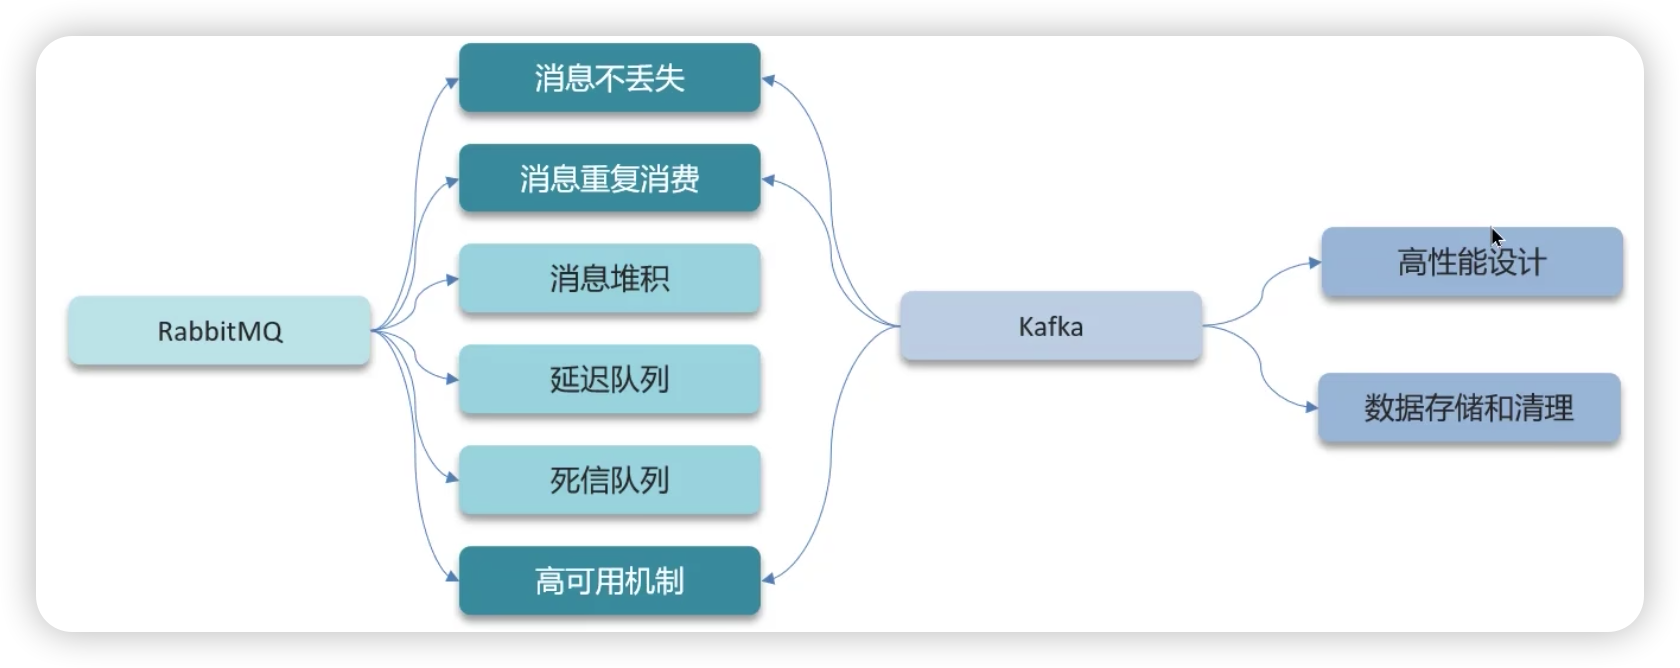 RabbitMQ
消息不丢失
消息重复消费
消息堆积
延迟队列
死信队列
高可用机制
Kafka
高性能设计
数据存储和清理